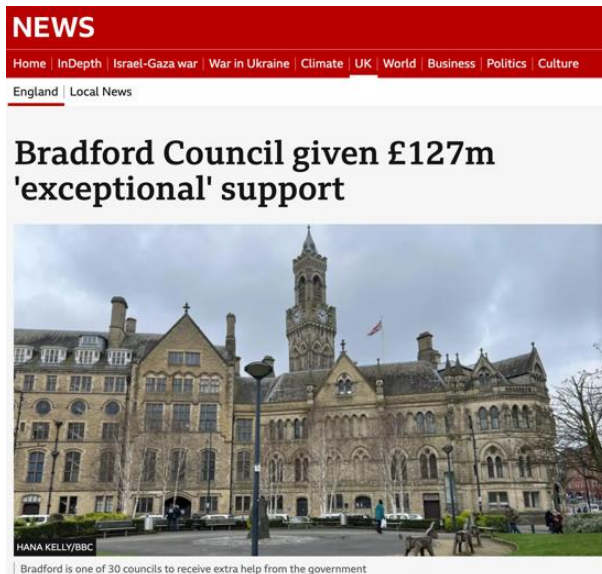 NEWS
Home | InDepth | Israel-Gaza war | War in Ukraine | Climate | UK | World | Business | Politics | Culture
England | Local News
Bradford Council given £127m
'exceptional' support
HANA KELLY/BBC
Bradford is one of 30 councils to receive extra help from the government